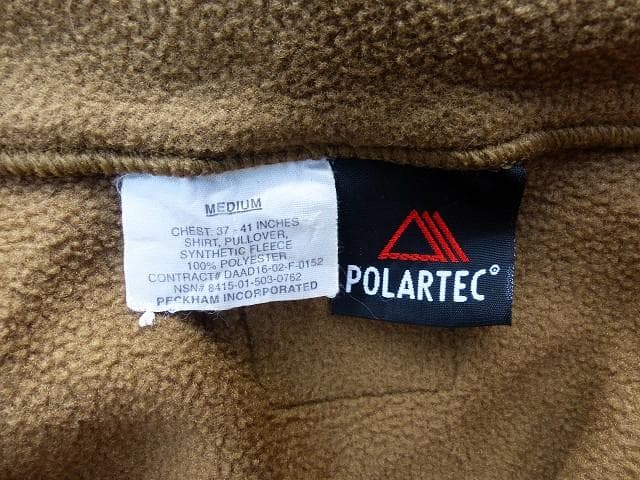 MEDIUM
CHEST: 37 - 41 INCHES
SHIRT, PULLOVER,
SYNTHETIC FLEECE
100% POLYESTER
CONTRACT# DAAD16-02-F-0152
NSN# 8415-01-503-0762
PECKHAM INCORPORATED
POLARTEC®